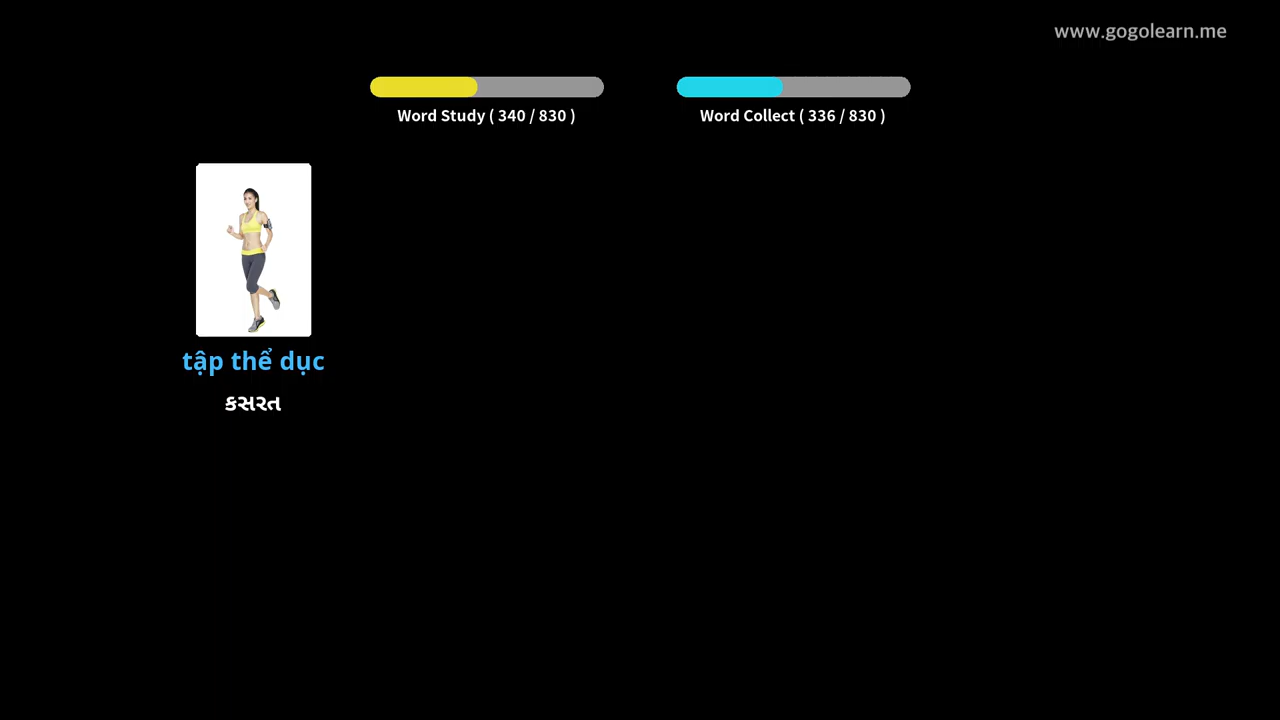 www.gogolearn.me
Word Study ( 340 / 830 )
Word Collect ( 336 / 830 )
tập thể dục
કસરત